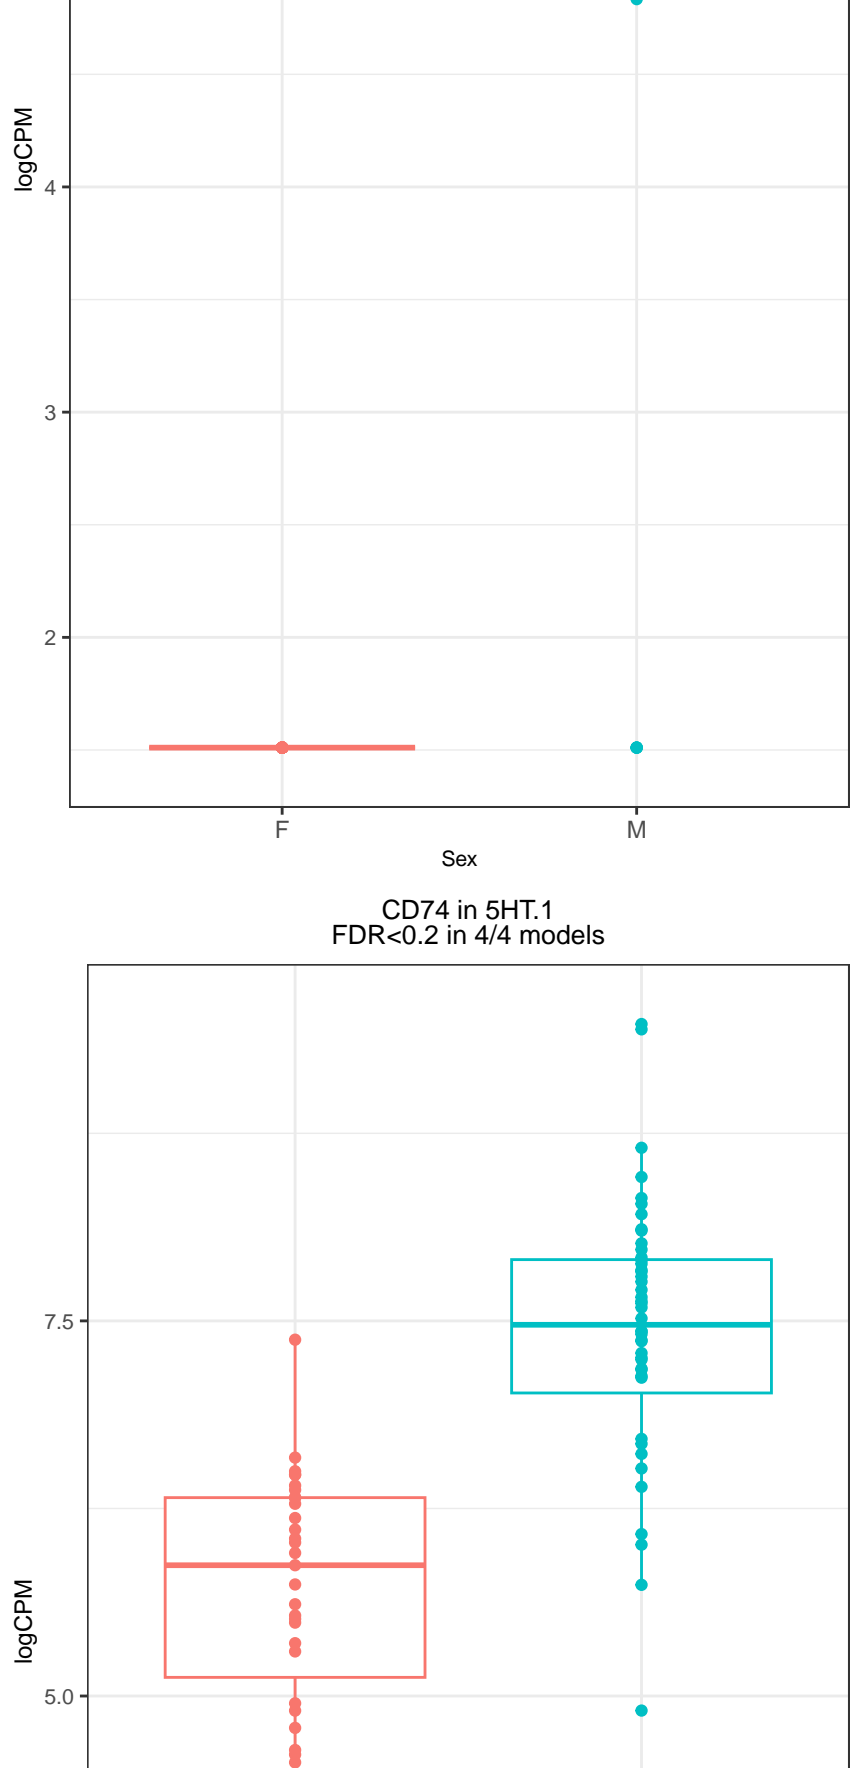 logCPM
4
3
2
F
M
Sex
CD74 in 5HT.1
FDR<0.2 in 4/4 models
7.5
logCPM
5.0